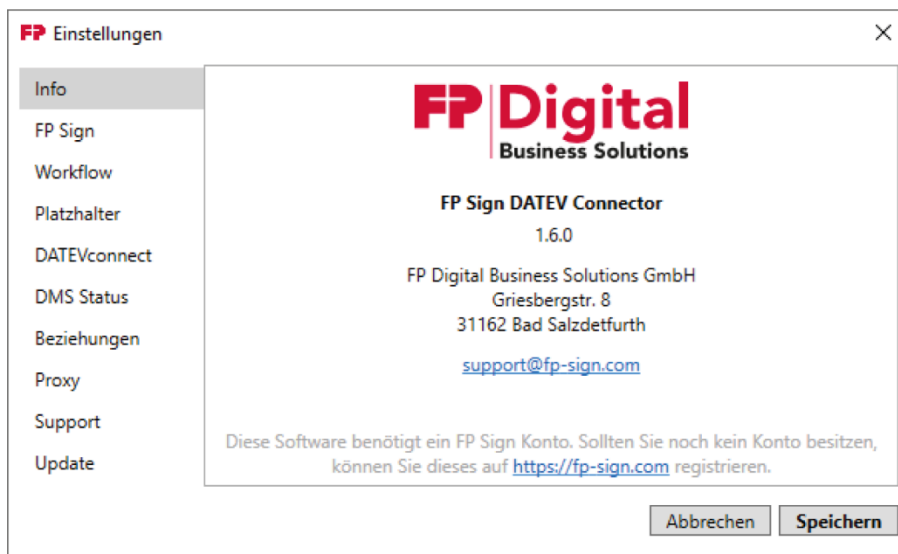 FP Einstellungen
Info
FP Sign
Workflow
Platzhalter
DATEVconnect
DMS Status
Beziehungen
Proxy
Support
Update
FP Digital
Business Solutions
FP Sign DATEV Connector
1.6.0
FP Digital Business Solutions GmbH
Griesbergstr. 8
31162 Bad Salzdetfurth
support@fp-sign.com
Diese Software benötigt ein FP Sign Konto. Sollten Sie noch kein Konto besitzen,
können Sie dieses auf https://fp-sign.com registrieren.
Abbrechen
Speichern